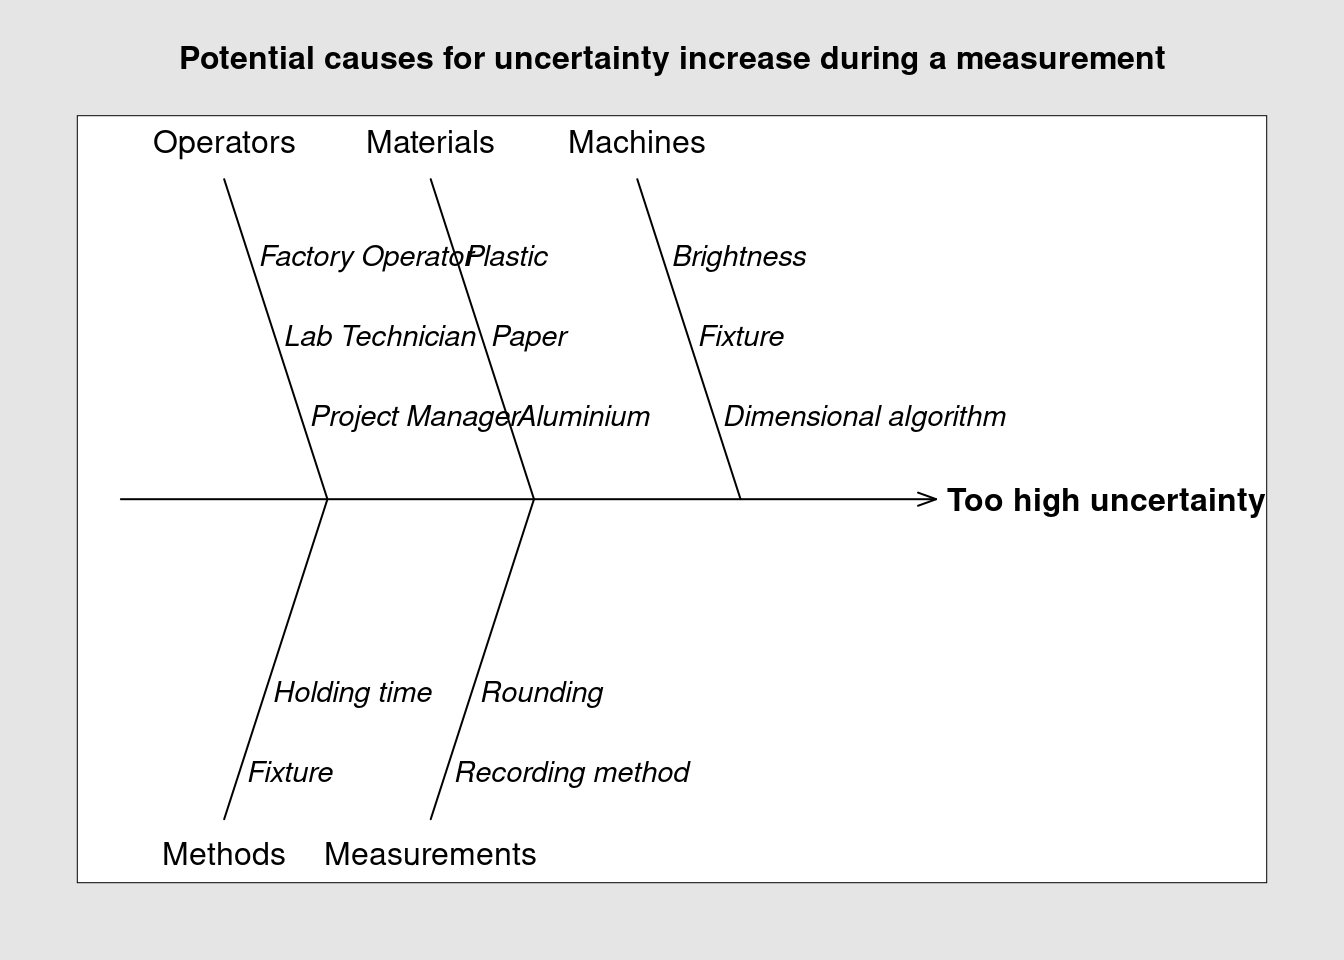 Potential causes for uncertainty increase during a measurement
Operators Materials Machines
Factory Operator Plastic Brightness
Lab Technician Paper Fixture
Project Manager Aluminium Dimensional algorithm
Too high uncertainty
Holding time Rounding
Fixture Recording method
Methods Measurements